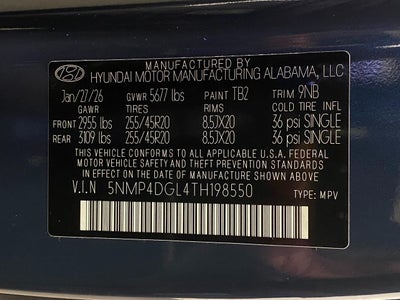 MANUFACTURED BY
HYUNDAI MOTOR MANUFACTURING ALABAMA, LLC
Jan/27/26 GVWR 5677 lbs PAINT TB2 TRIM 9NB
GAWR TIRES RIMS COLD TIRE INFL
FRONT 2955 lbs 255/45R20 8.5JX20 36 psi SINGLE
REAR 3109 lbs 255/45R20 8.5JX20 36 psi SINGLE
THIS VEHICLE CONFORMS TO ALL APPLICABLE U.S.A. FEDERAL
MOTOR VEHICLE SAFETY AND THEFT PREVENTION STANDARDS
IN EFFECT ON THE DATE OF MANUFACTURE SHOWN ABOVE.
V.I.N 5NMP4DGL4TH198550 TYPE: MPV